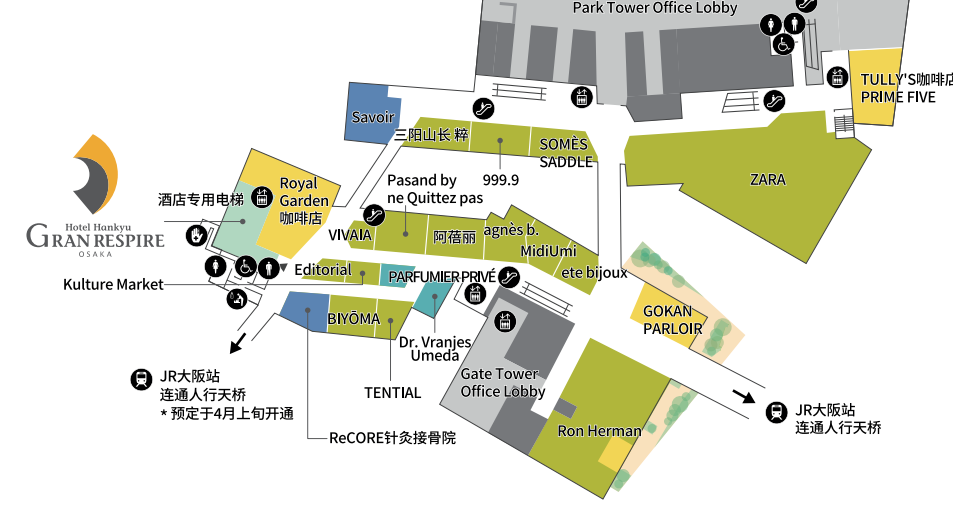 Park Tower Office Lobby
TULLY'S咖啡店
PRIME FIVE
Savoir
三阳山长 粹
SOMÈS
SADDLE
999.9
ZARA
Royal
Garden
咖啡店
Pasand by
ne Quittez pas
酒店专用电梯
Hotel Hankyu
GRAN RESPIRE
OSAKA
VIVAIA
阿蓓丽
agnès b.
MidiUmi
ete bijoux
Editorial
PARFUMIER PRIVÉ
Kulture Market
BIYŌMA
GOKAN
PARLOIR
Dr. Vranjes
Umeda
Gate Tower
Office Lobby
TENTIAL
JR大阪站
连通人行天桥
* 预定于4月上旬开通
ReCORE针灸接骨院
Ron Herman
JR大阪站
连通人行天桥